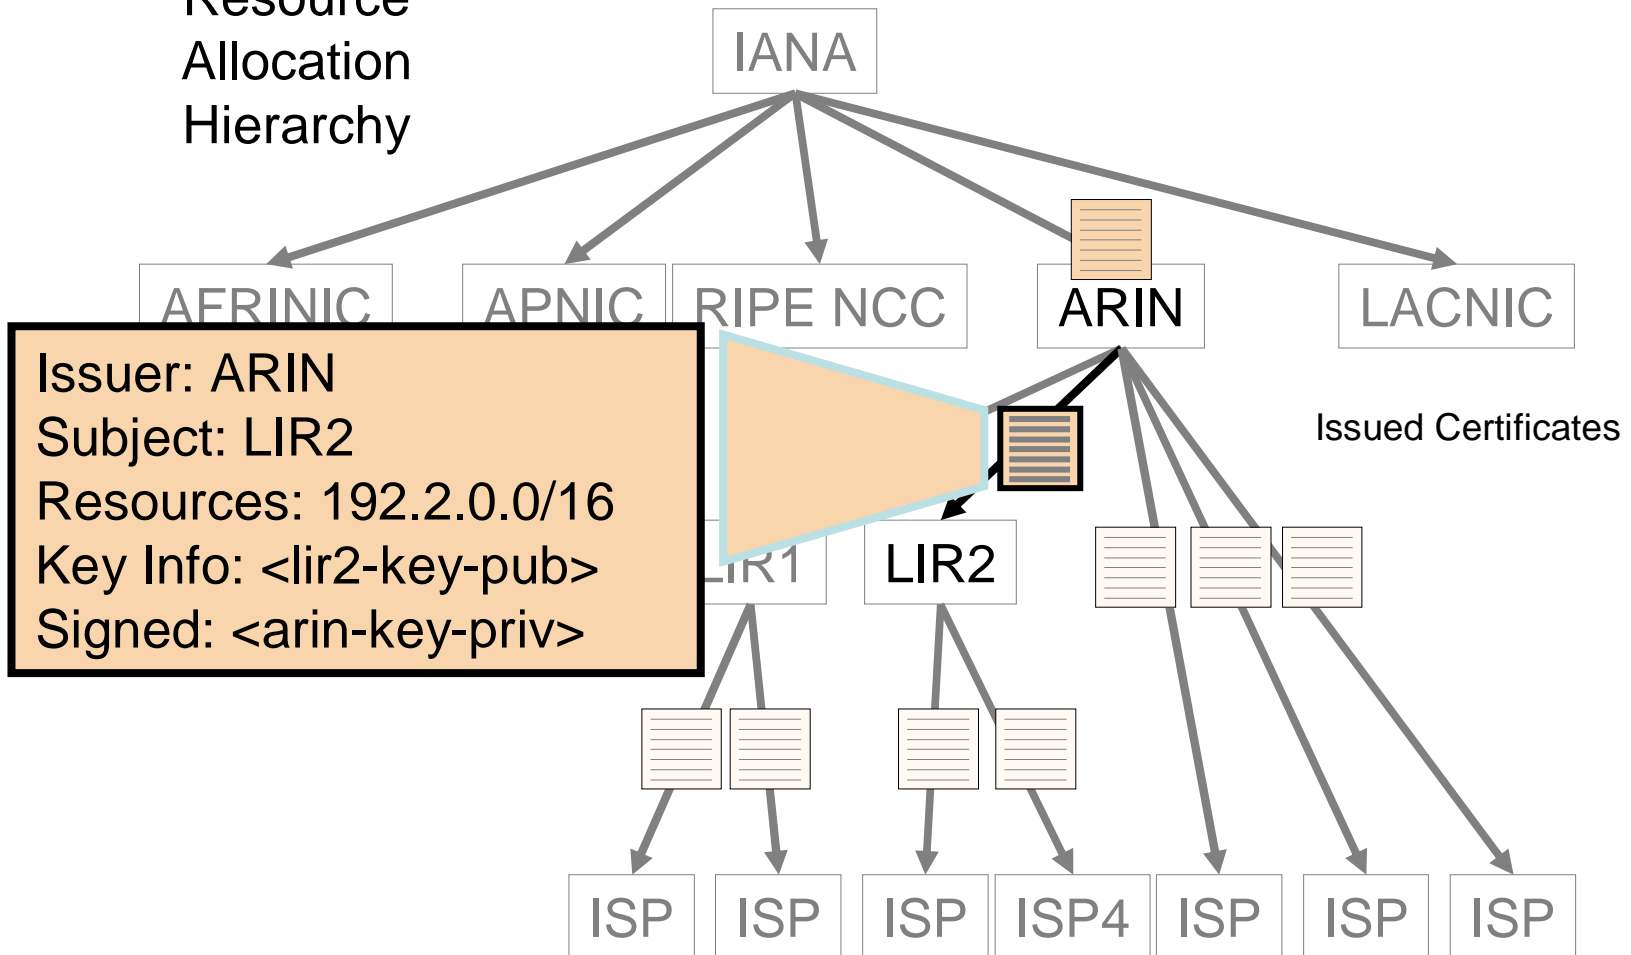 Resource
Allocation
Hierarchy
IANA
AFRINIC
APNIC
RIPE NCC
ARIN
LACNIC
Issuer: ARIN
Subject: LIR2
Resources: 192.2.0.0/16
Key Info: <lir2-key-pub>
Signed: <arin-key-priv>
Issued Certificates
LIR1
LIR2
ISP
ISP
ISP
ISP4
ISP
ISP
ISP